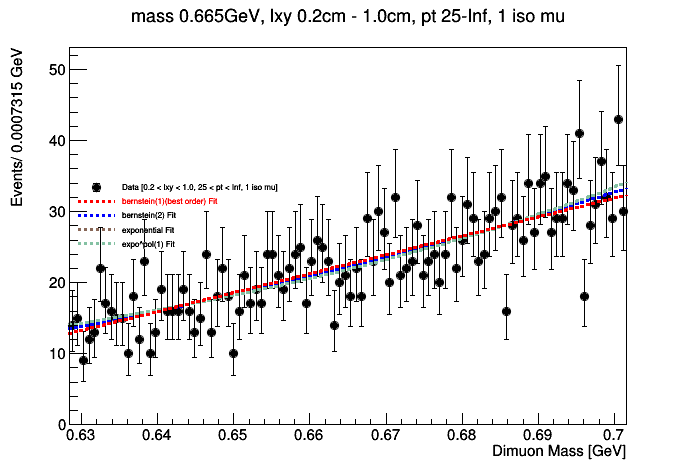 mass 0.665GeV, lxy 0.2cm - 1.0cm, pt 25-Inf, 1 iso mu
Events/ 0.0007315 GeV
50
40
30
20
10
0
Data [0.2 < lxy < 1.0, 25 < pt < Inf, 1 iso mu]
bernstein(1)(best order) Fit
bernstein(2) Fit
exponential Fit
expo*pol(1) Fit
0.63 0.64 0.65 0.66 0.67 0.68 0.69 0.7
Dimuon Mass [GeV]